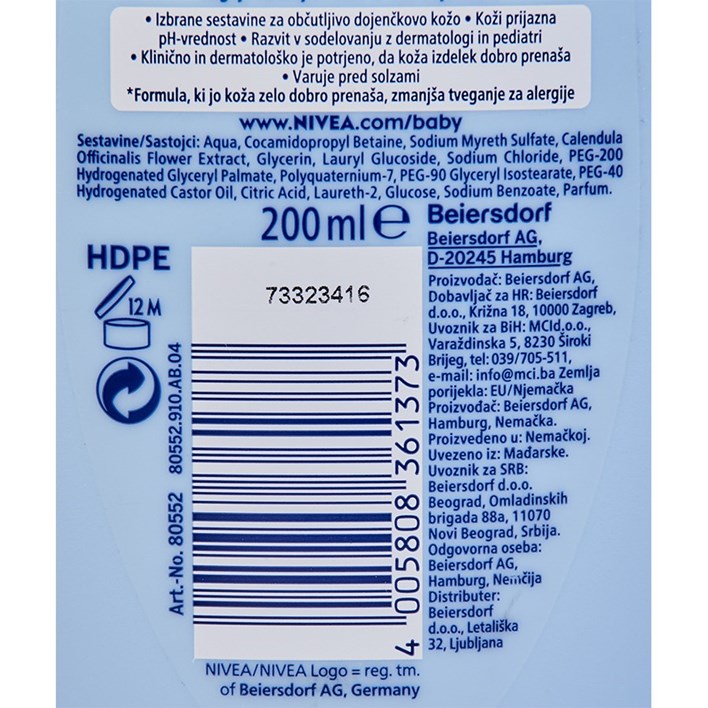 • Izbrane sestavine za občutljivo dojenčkovo kožo • Koži prijazna
pH-vrednost • Razvit v sodelovanju z dermatologi in pediatri
• Klinično in dermatološko je potrjeno, da koža izdelek dobro prenaša
• Varuje pred solzami
*Formula, ki jo koža zelo dobro prenaša, zmanjša tveganje za alergije
www.NIVEA.com/baby
Sestavine/Sastojci: Aqua, Cocamidopropyl Betaine, Sodium Myreth Sulfate, Calendula
Officinalis Flower Extract, Glycerin, Lauryl Glucoside, Sodium Chloride, PEG-200
Hydrogenated Glyceryl Palmate, Polyquaternium-7, PEG-90 Glyceryl Isostearate, PEG-40
Hydrogenated Castor Oil, Citric Acid, Laureth-2, Glucose, Sodium Benzoate, Parfum.
200 ml e
HDPE
12 M
73323416
Art.-No. 80552 80552.910.AB.04
4 005808 361373
Beiersdorf
Beiersdorf AG,
D-20245 Hamburg
Proizvođač: Beiersdorf AG,
Dobavljač za HR: Beiersdorf
d.o.o., Križna 18, 10000 Zagreb,
Uvoznik za BiH: MCId.o.o.,
Varaždinska 5, 8230 Široki
Brijeg, tel: 039/705-511,
e-mail: info@mci.ba Zemlja
porijekla: EU/Njemačka
Proizvođač: Beiersdorf AG,
Hamburg, Nemačka.
Proizvedeno u: Nemačkoj.
Uvezeno iz: Mađarske.
Uvoznik za SRB:
Beiersdorf d.o.o.
Beograd, Omladinskih
brigada 88a, 11070
Novi Beograd, Srbija.
Odgovorna oseba:
Beiersdorf AG,
Hamburg, Nemčija
Distributer:
Beiersdorf
d.o.o., Letališka
32, Ljubljana
NIVEA/NIVEA Logo = reg. tm.
of Beiersdorf AG, Germany